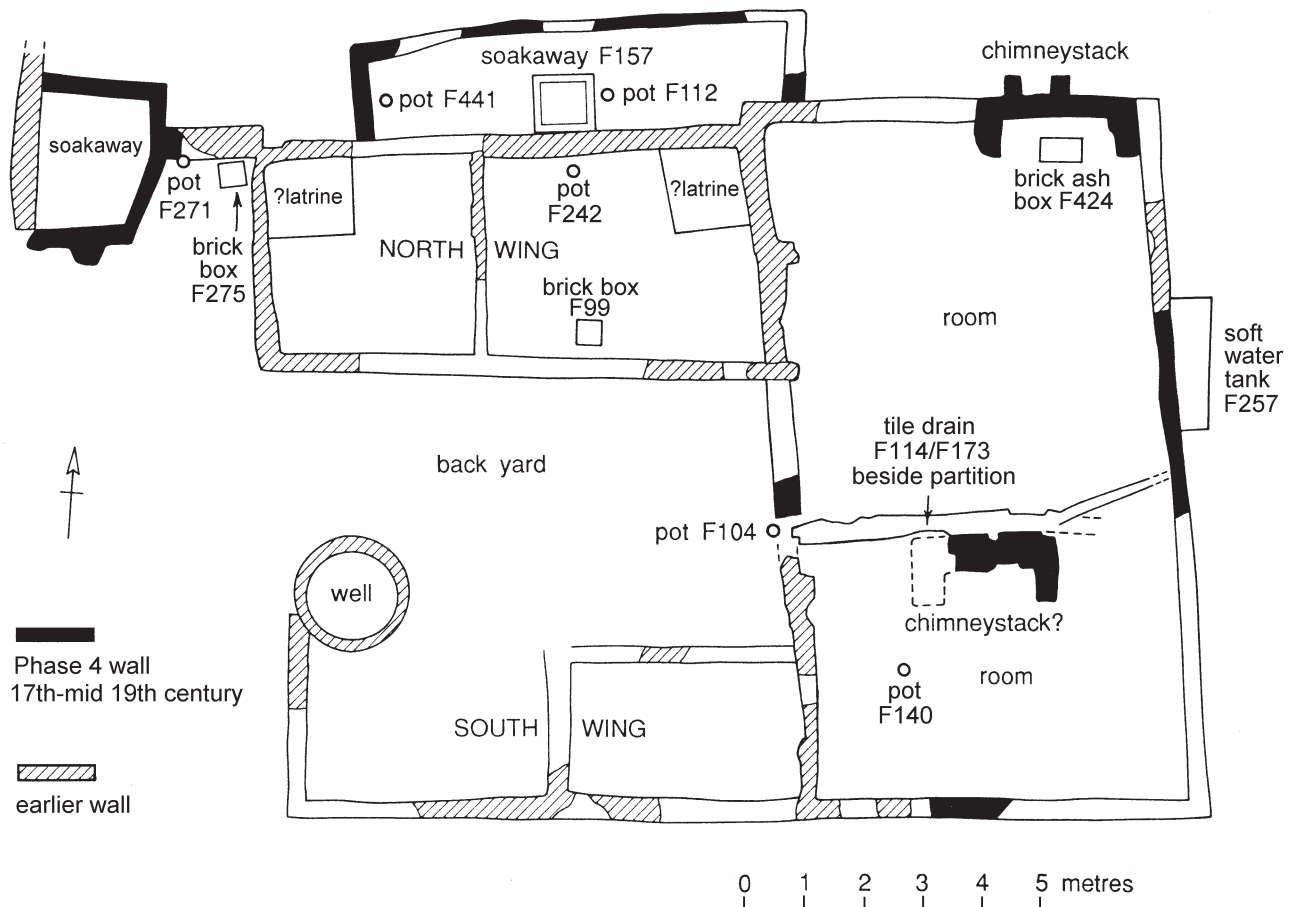 chimneystack
soakaway F157
pot F441
pot F112
soakaway
pot
F271
brick
box
F275
?latrine
pot
F242
?latrine
brick ash
box F424
NORTH WING
brick box
F99
room
soft
water
tank
F257
tile drain
F114/F173
beside partition
back yard
pot F104
well
chimneystack?
room
pot
F140
SOUTH WING
Phase 4 wall
17th-mid 19th century
earlier wall
0 1 2 3 4 5 metres